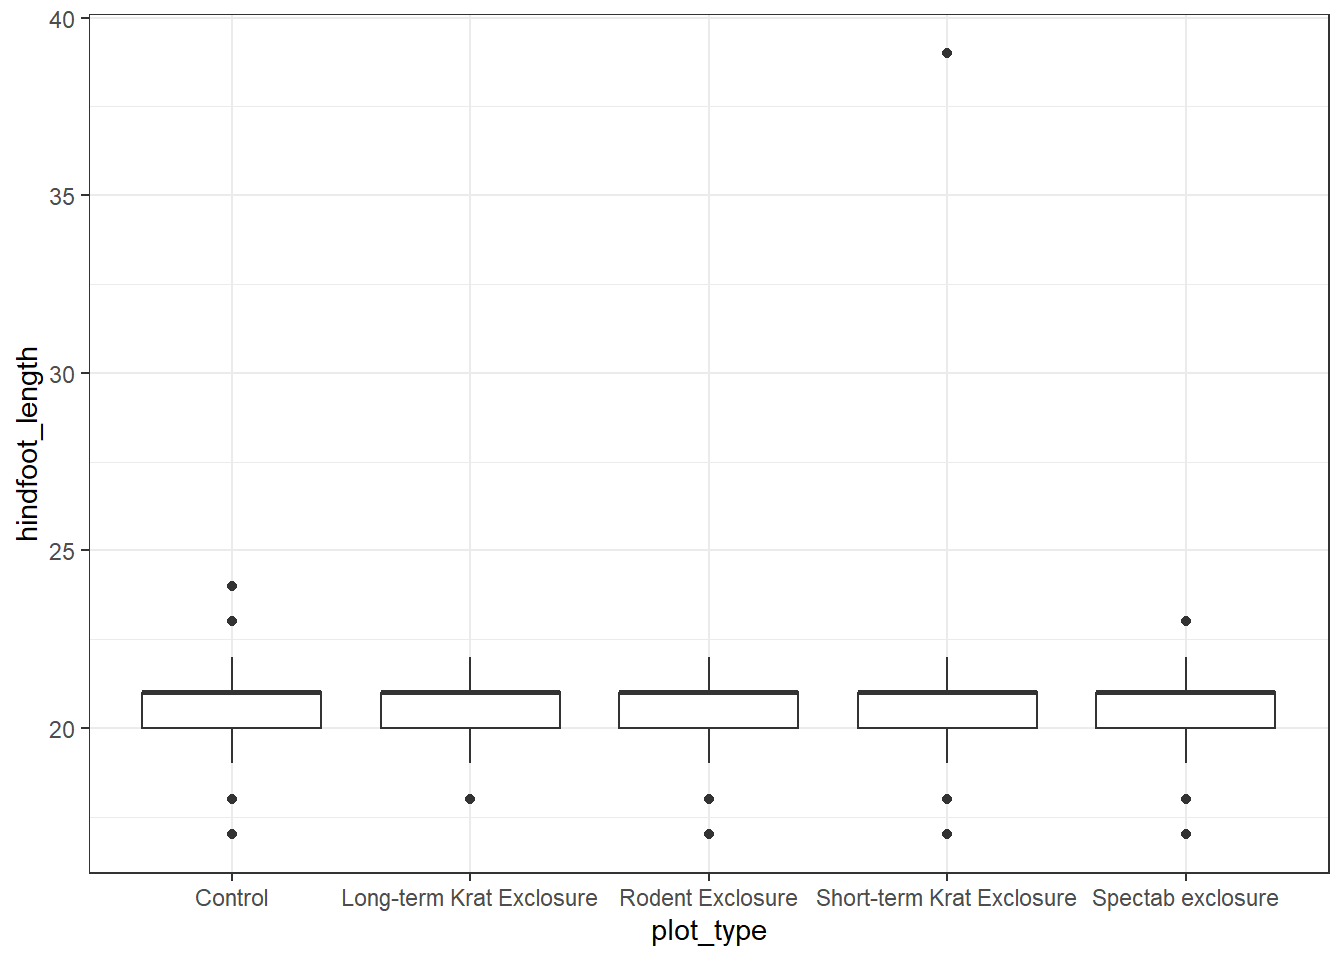 40
35
30
25
20
hindfoot_length
Control Long-term Krat Exclosure Rodent Exclosure Short-term Krat Exclosure Spectab exclosure
plot_type